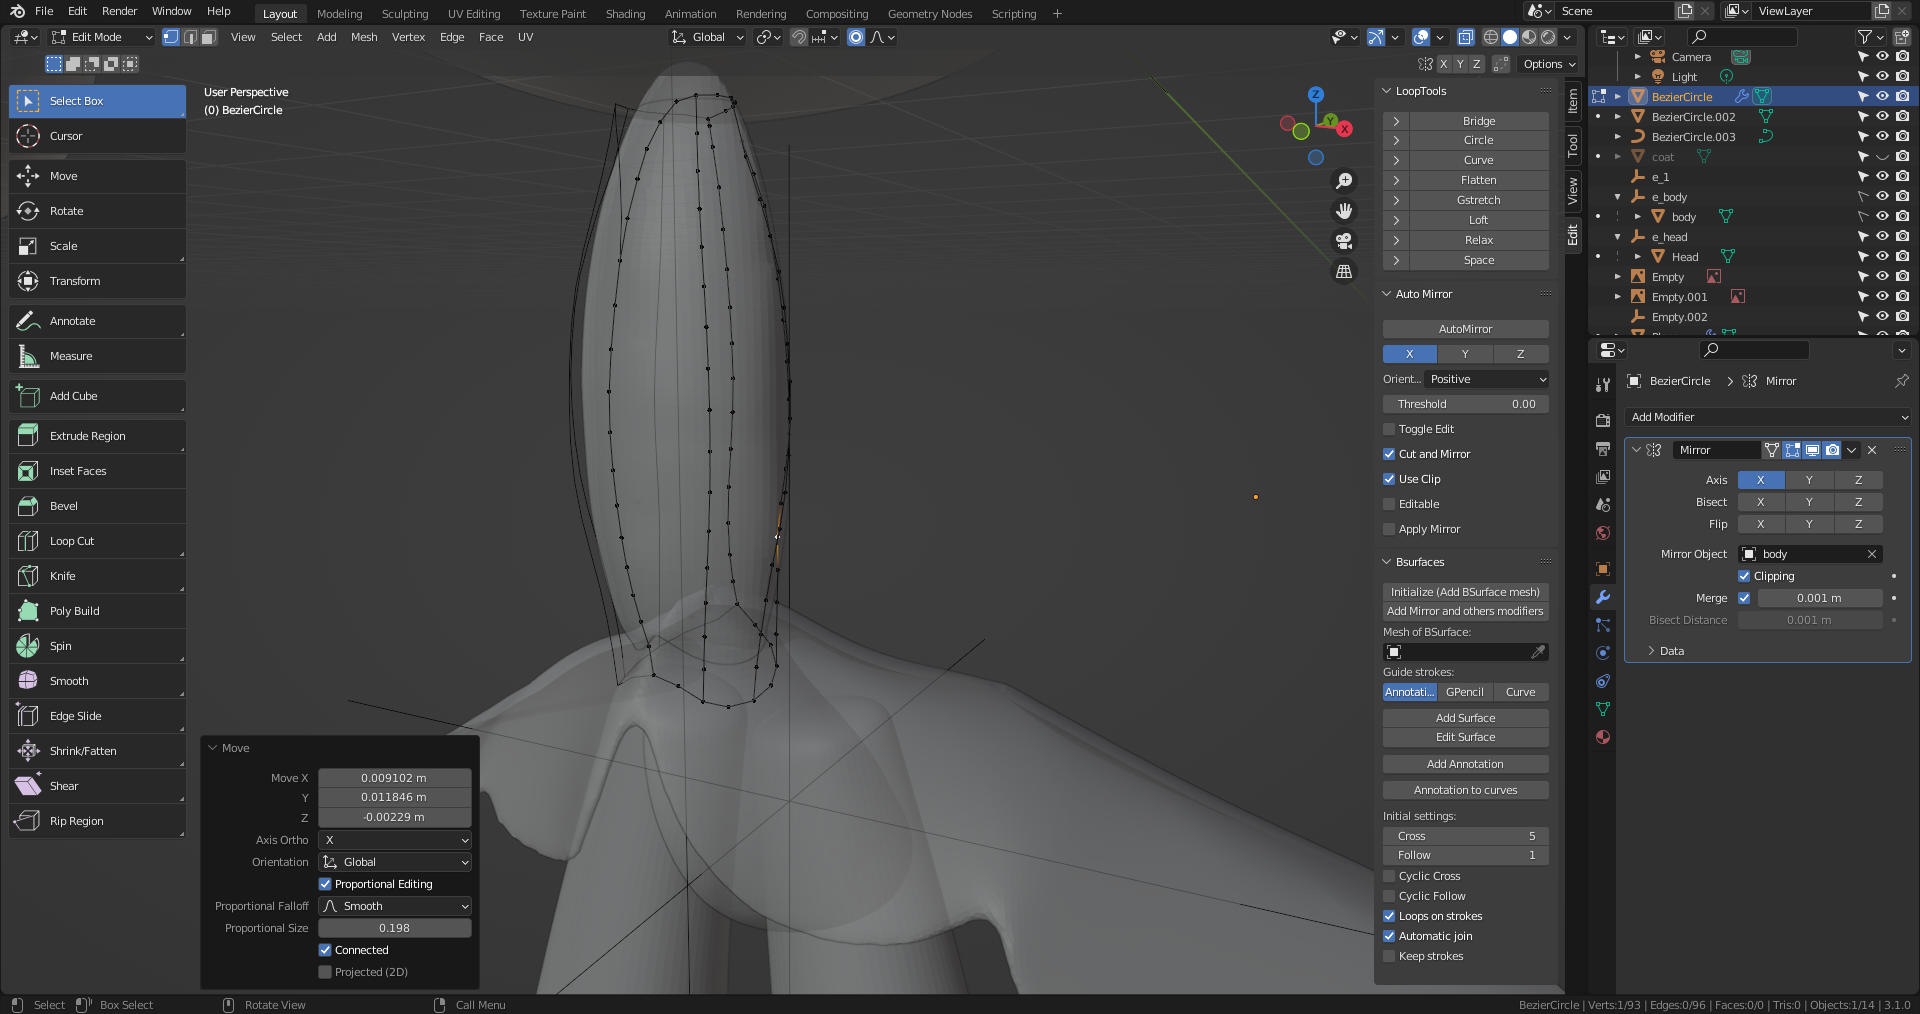 File Edit Render Window Help
Layout Modeling Sculpting UV Editing Texture Paint Shading Animation Rendering Compositing Geometry Nodes Scripting +
Scene
ViewLayer
Edit Mode
View Select Add Mesh Vertex Edge Face UV
Global
X Y Z
Options
Select Box
Cursor
Move
Rotate
Scale
Transform
Annotate
Measure
Add Cube
Extrude Region
Inset Faces
Bevel
Loop Cut
Knife
Poly Build
Spin
Smooth
Edge Slide
Shrink/Fatten
Shear
Rip Region
User Perspective
(0) BezierCircle
Z
Y
X
Move
Move X 0.009102 m
Y 0.011846 m
Z -0.00229 m
Axis Ortho X
Orientation Global
Proportional Editing
Proportional Falloff Smooth
Proportional Size 0.198
Connected
Projected (2D)
LoopTools
Bridge
Circle
Curve
Flatten
Gstretch
Loft
Relax
Space
Auto Mirror
AutoMirror
X Y Z
Orient... Positive
Threshold 0.00
Toggle Edit
Cut and Mirror
Use Clip
Editable
Apply Mirror
Bsurfaces
Initialize (Add BSurface mesh)
Add Mirror and others modifiers
Mesh of BSurface:
Guide strokes:
Annotati... GPencil Curve
Add Surface
Edit Surface
Add Annotation
Annotation to curves
Initial settings:
Cross 5
Follow 1
Cyclic Cross
Cyclic Follow
Loops on strokes
Automatic join
Keep strokes
Item
Tool
View
Edit
Camera
Light
BezierCircle
BezierCircle.002
BezierCircle.003
coat
e_1
e_body
body
e_head
Head
Empty
Empty.001
Empty.002
BezierCircle Mirror
Add Modifier
Mirror
Axis X Y Z
Bisect X Y Z
Flip X Y Z
Mirror Object body
Clipping
Merge 0.001 m
Bisect Distance 0.001 m
Data
Select Box Select Rotate View Call Menu
BezierCircle | Verts:1/93 | Edges:0/96 | Faces:0/0 | Tris:0 | Objects:1/14 | 3.1.0